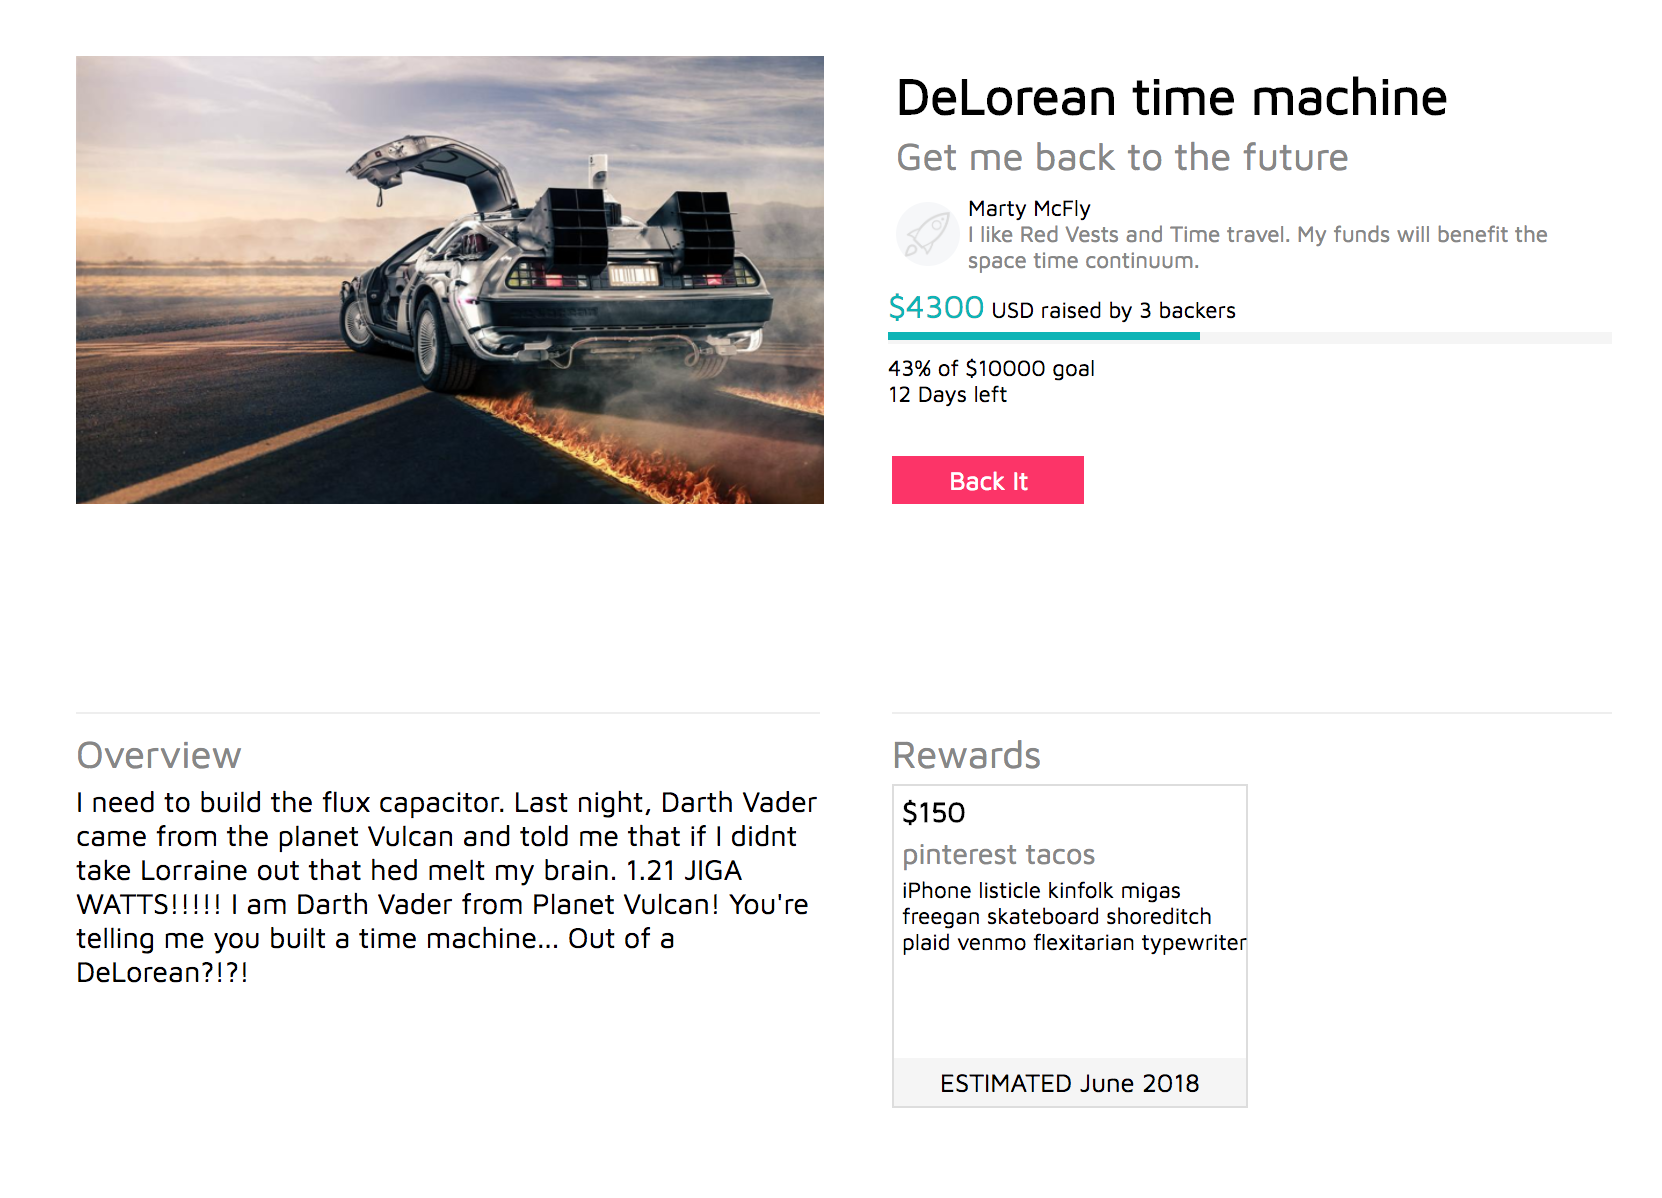 DeLorean time machine
Get me back to the future
Marty McFly
I like Red Vests and Time travel. My funds will benefit the
space time continuum.
$4300 USD raised by 3 backers
43% of $10000 goal
12 Days left
Back It
Overview
I need to build the flux capacitor. Last night, Darth Vader
came from the planet Vulcan and told me that if I didnt
take Lorraine out that hed melt my brain. 1.21 JIGA
WATTS!!!!! I am Darth Vader from Planet Vulcan! You're
telling me you built a time machine... Out of a
DeLorean?!?!
Rewards
$150
pinterest tacos
iPhone listicle kinfolk migas
freegan skateboard shoreditch
plaid venmo flexitarian typewriter
ESTIMATED June 2018